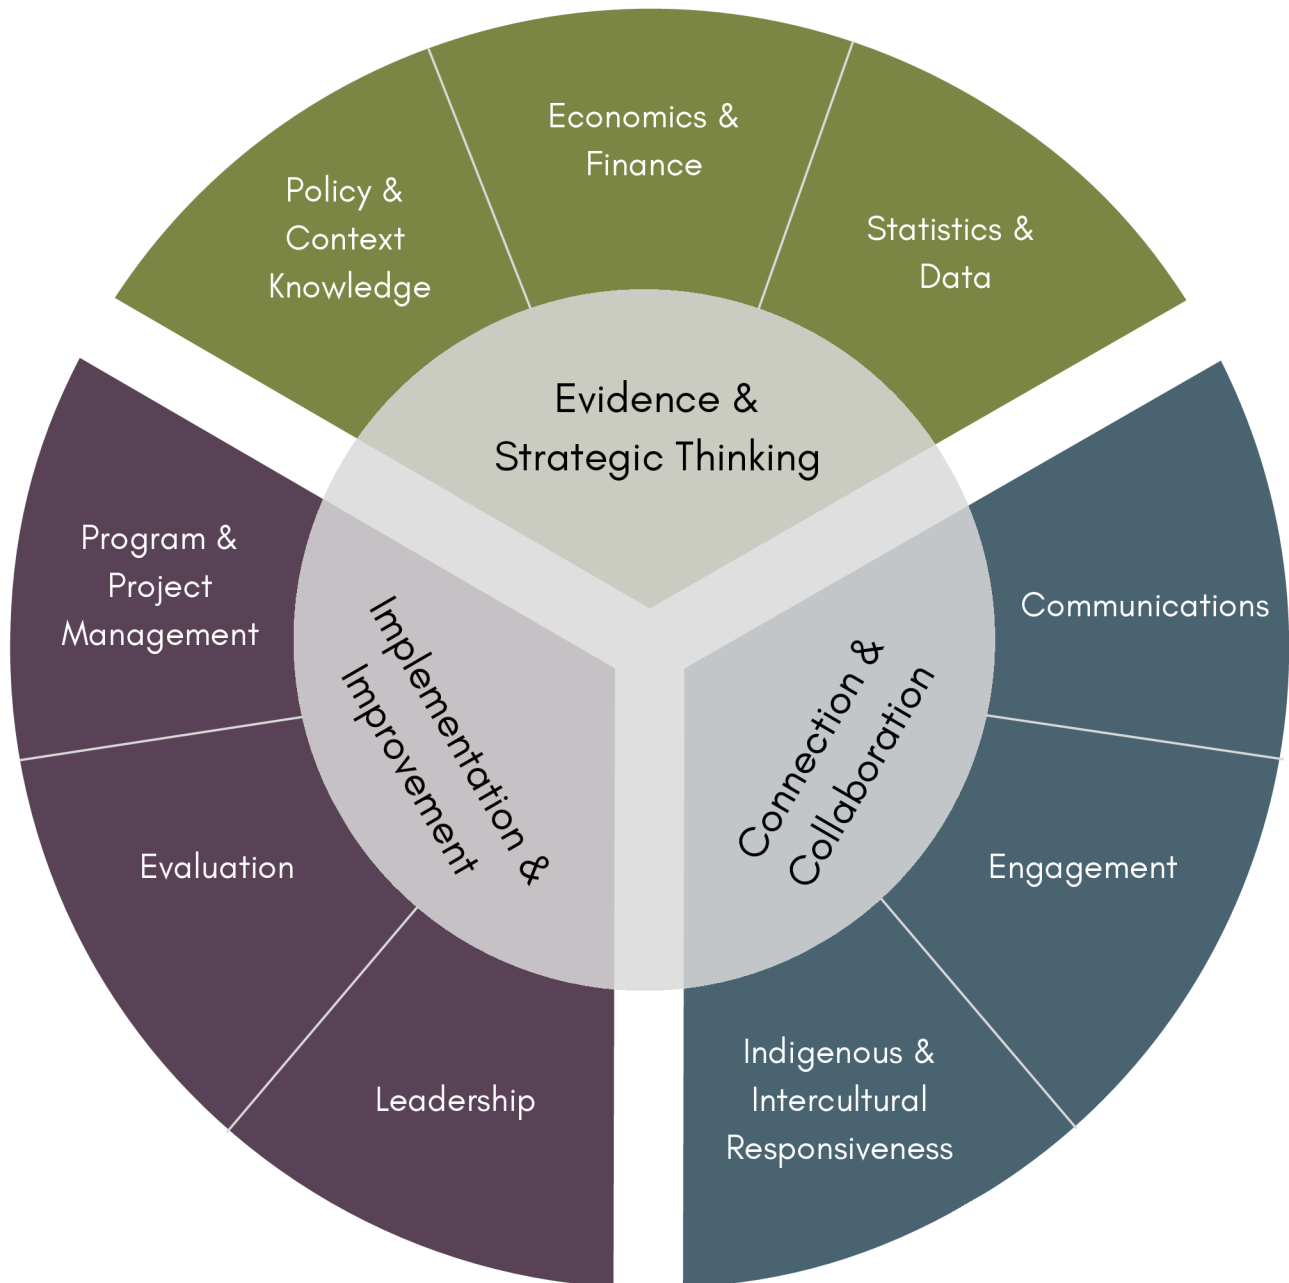 Economics &
Finance
Policy &
Context
Knowledge
Statistics &
Data
Evidence &
Strategic Thinking
Program &
Project
Management
Implementation &
Improvement
Connection &
Collaboration
Communications
Evaluation
Engagement
Leadership
Indigenous &
Intercultural
Responsiveness